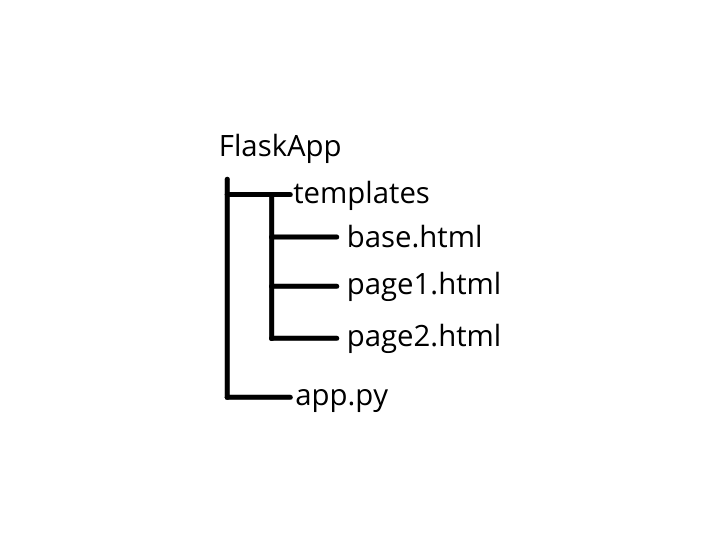 FlaskApp
templates
base.html
page1.html
page2.html
app.py